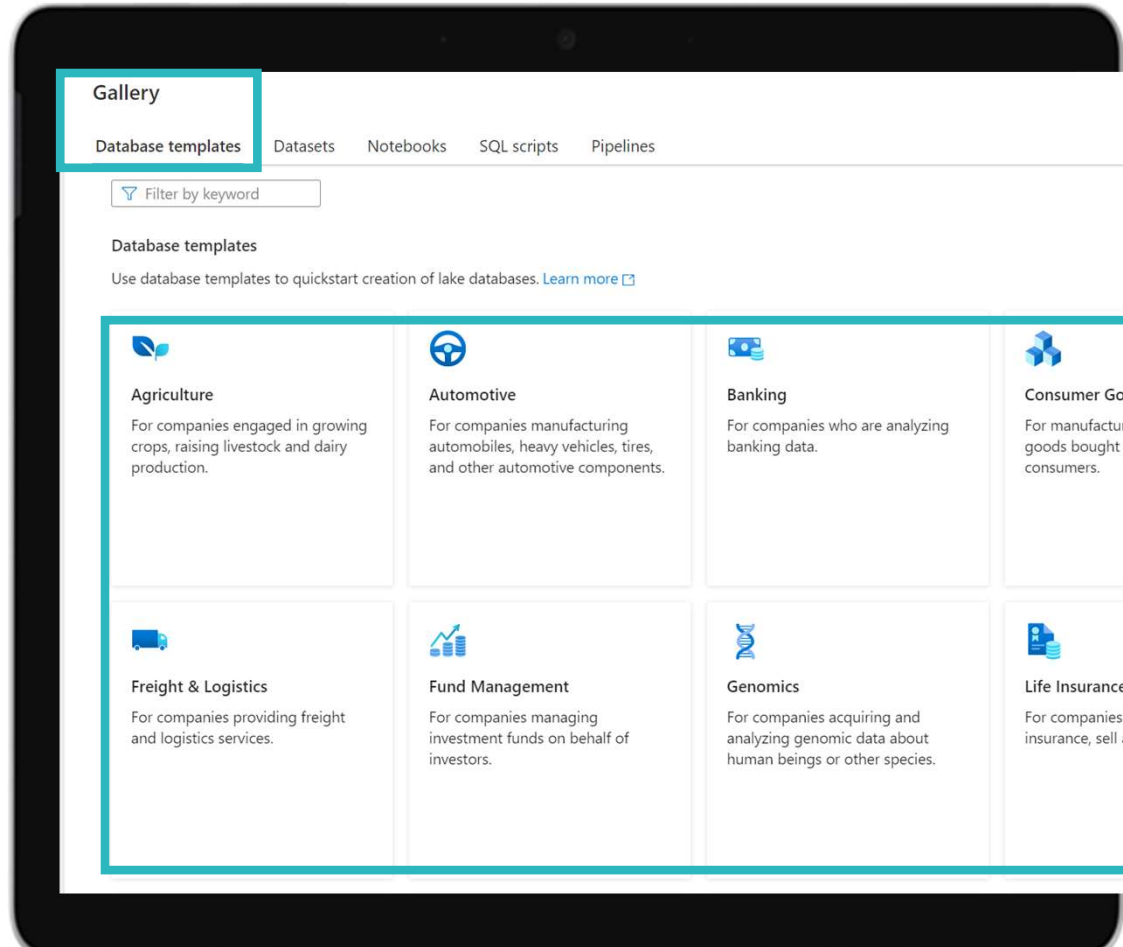 Gallery
Database templates Datasets Notebooks SQL scripts Pipelines
Filter by keyword
Database templates
Use database templates to quickstart creation of lake databases. Learn more
Agriculture
For companies engaged in growing
crops, raising livestock and dairy
production.
Automotive
For companies manufacturing
automobiles, heavy vehicles, tires,
and other automotive components.
Banking
For companies who are analyzing
banking data.
Consumer Go
For manufactu
goods bought
consumers.
Freight & Logistics
For companies providing freight
and logistics services.
Fund Management
For companies managing
investment funds on behalf of
investors.
Genomics
For companies acquiring and
analyzing genomic data about
human beings or other species.
Life Insurance
For companies
insurance, sell